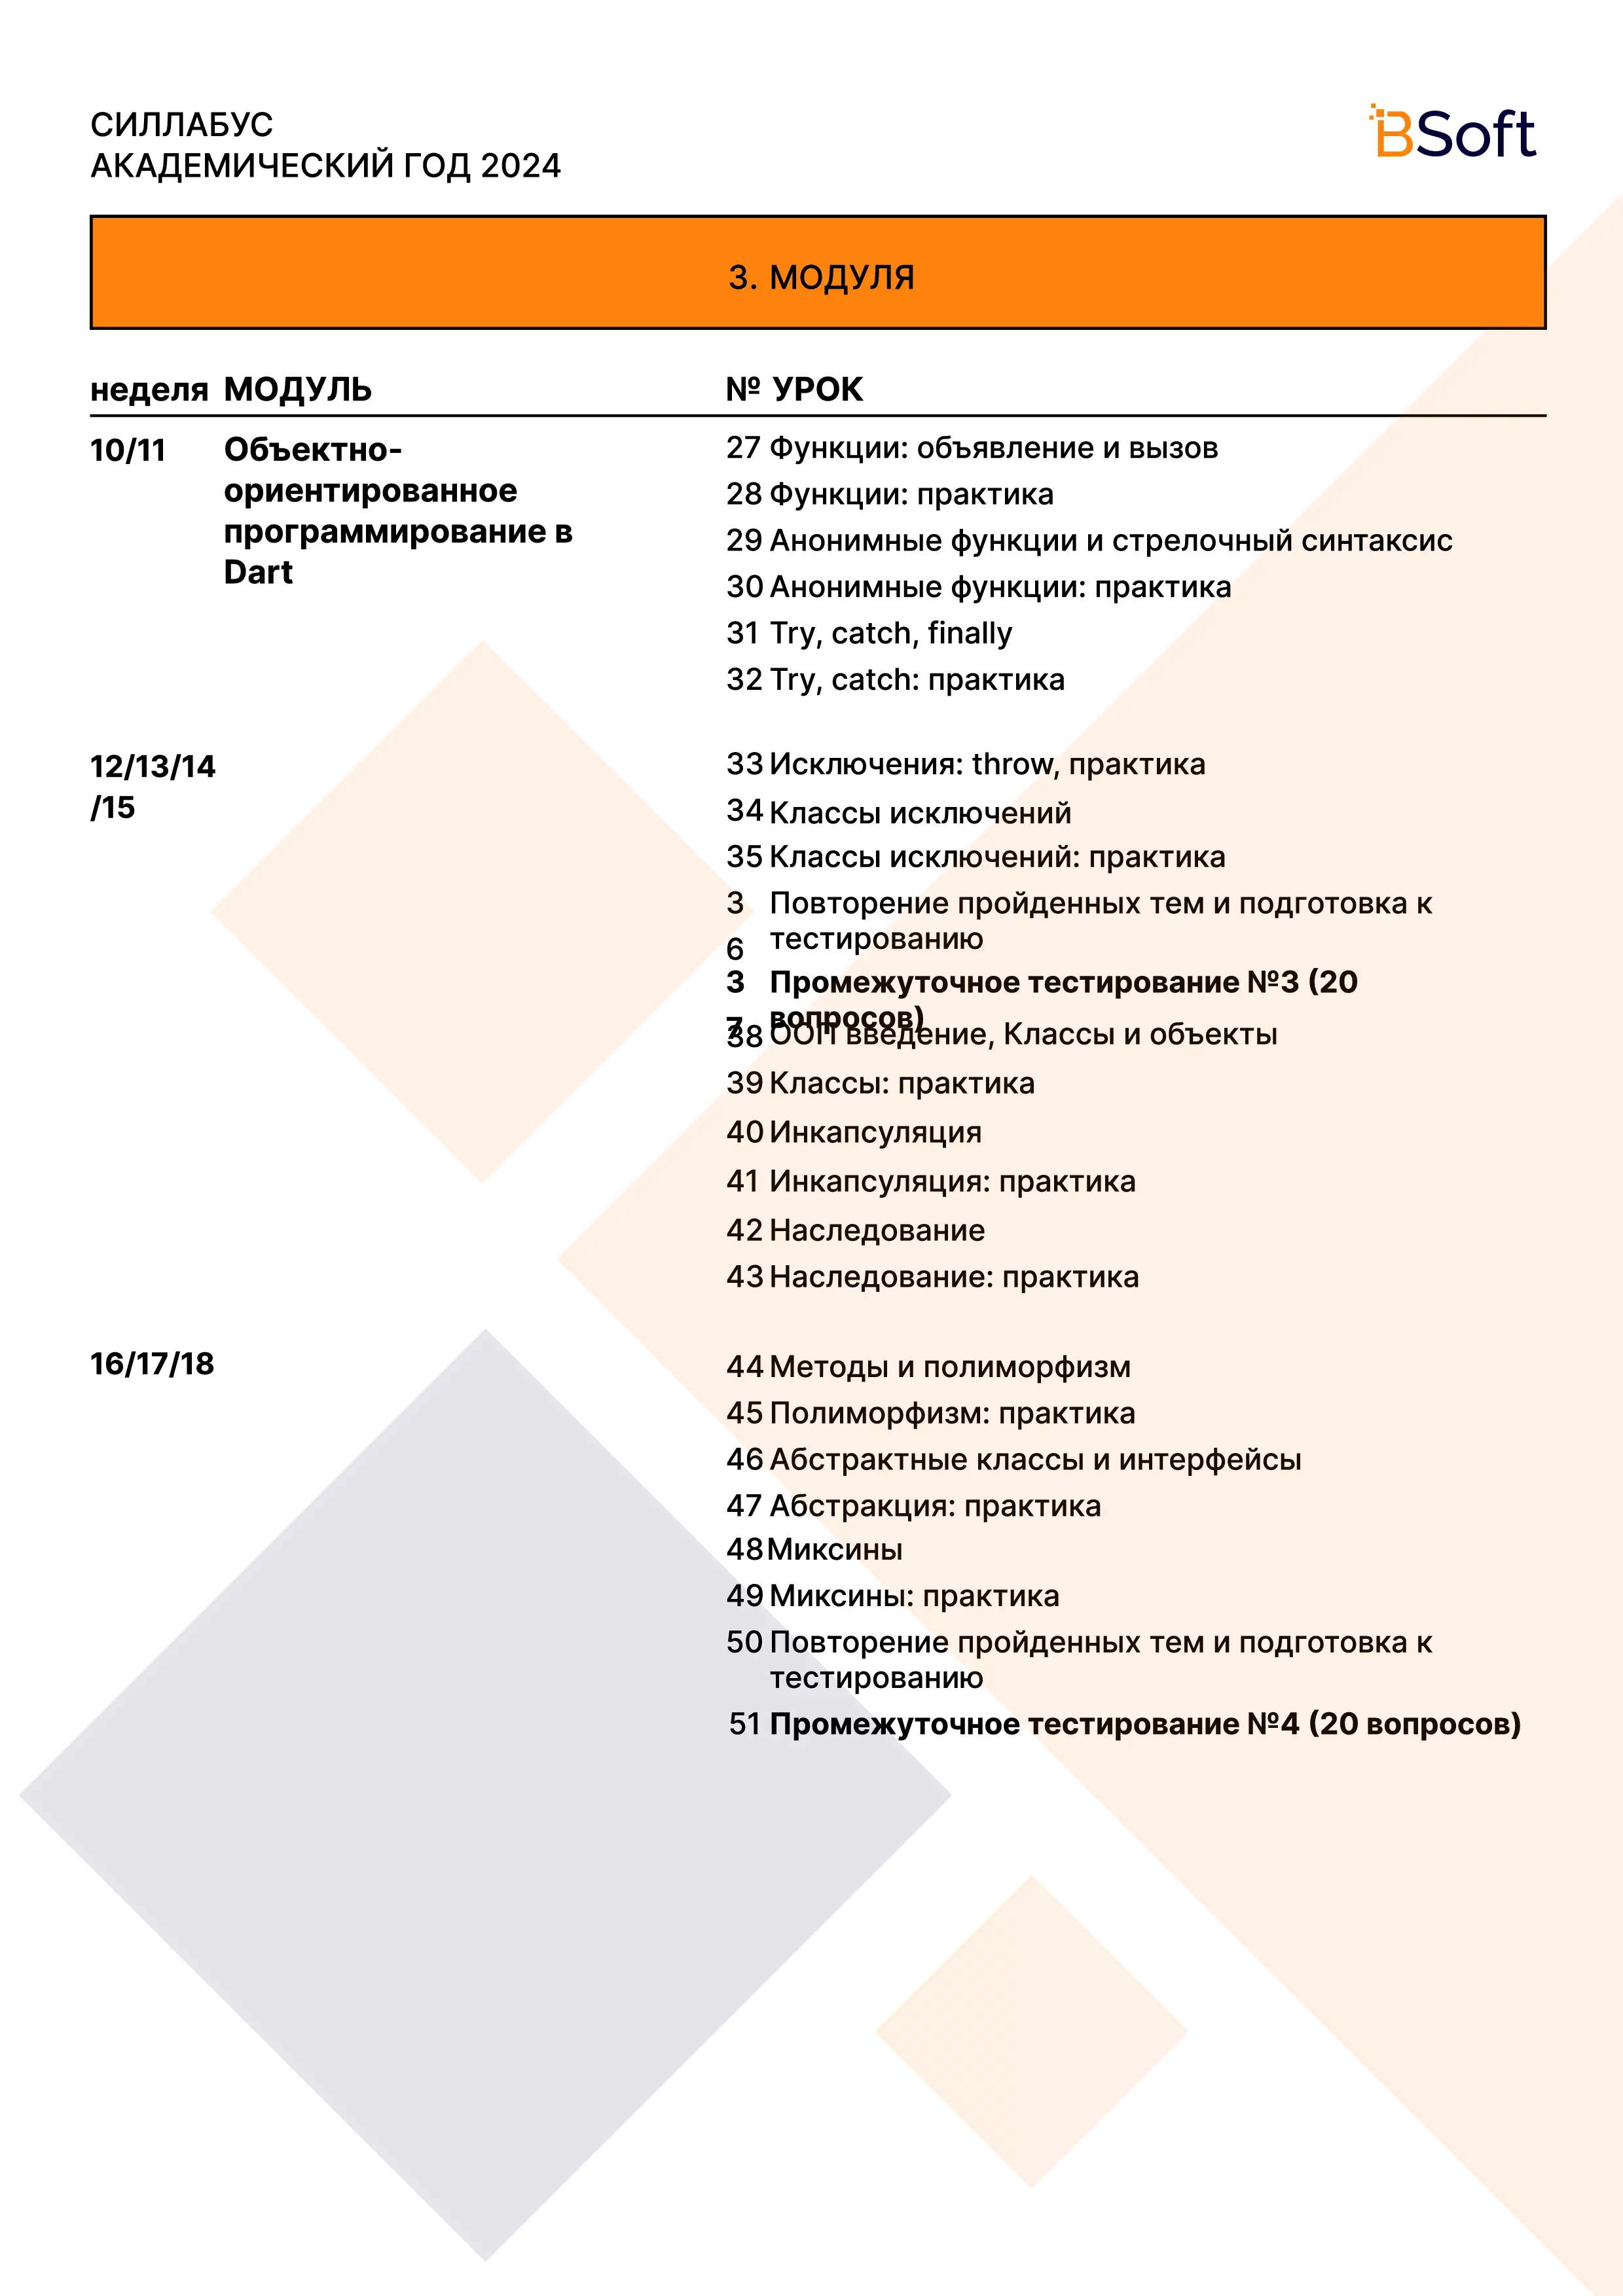 СИЛЛАБУС
АКАДЕМИЧЕСКИЙ ГОД 2024
BSoft
3. МОДУЛЯ
неделя МОДУЛЬ № УРОК
10/11 Объектно-
ориентированное
программирование в
Dart
27 Функции: объявление и вызов
28 Функции: практика
29 Анонимные функции и стрелочный синтаксис
30 Анонимные функции: практика
31 Try, catch, finally
32 Try, catch: практика
12/13/14
/15
33 Исключения: throw, практика
34 Классы исключений
35 Классы исключений: практика
36 Повторение пройденных тем и подготовка к
тестированию
37 Промежуточное тестирование №3 (20
вопросов)
38 ООП введение, Классы и объекты
39 Классы: практика
40 Инкапсуляция
41 Инкапсуляция: практика
42 Наследование
43 Наследование: практика
16/17/18
44 Методы и полиморфизм
45 Полиморфизм: практика
46 Абстрактные классы и интерфейсы
47 Абстракция: практика
48 Миксины
49 Миксины: практика
50 Повторение пройденных тем и подготовка к
тестированию
51 Промежуточное тестирование №4 (20 вопросов)